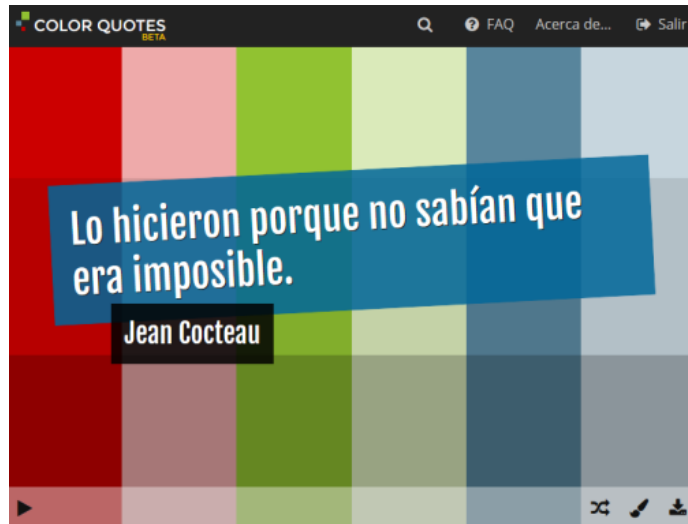 COLOR QUOTES
BETA
FAQ
Acerca de...
Salir
Lo hicieron porque no sabían que
era imposible.
Jean Cocteau